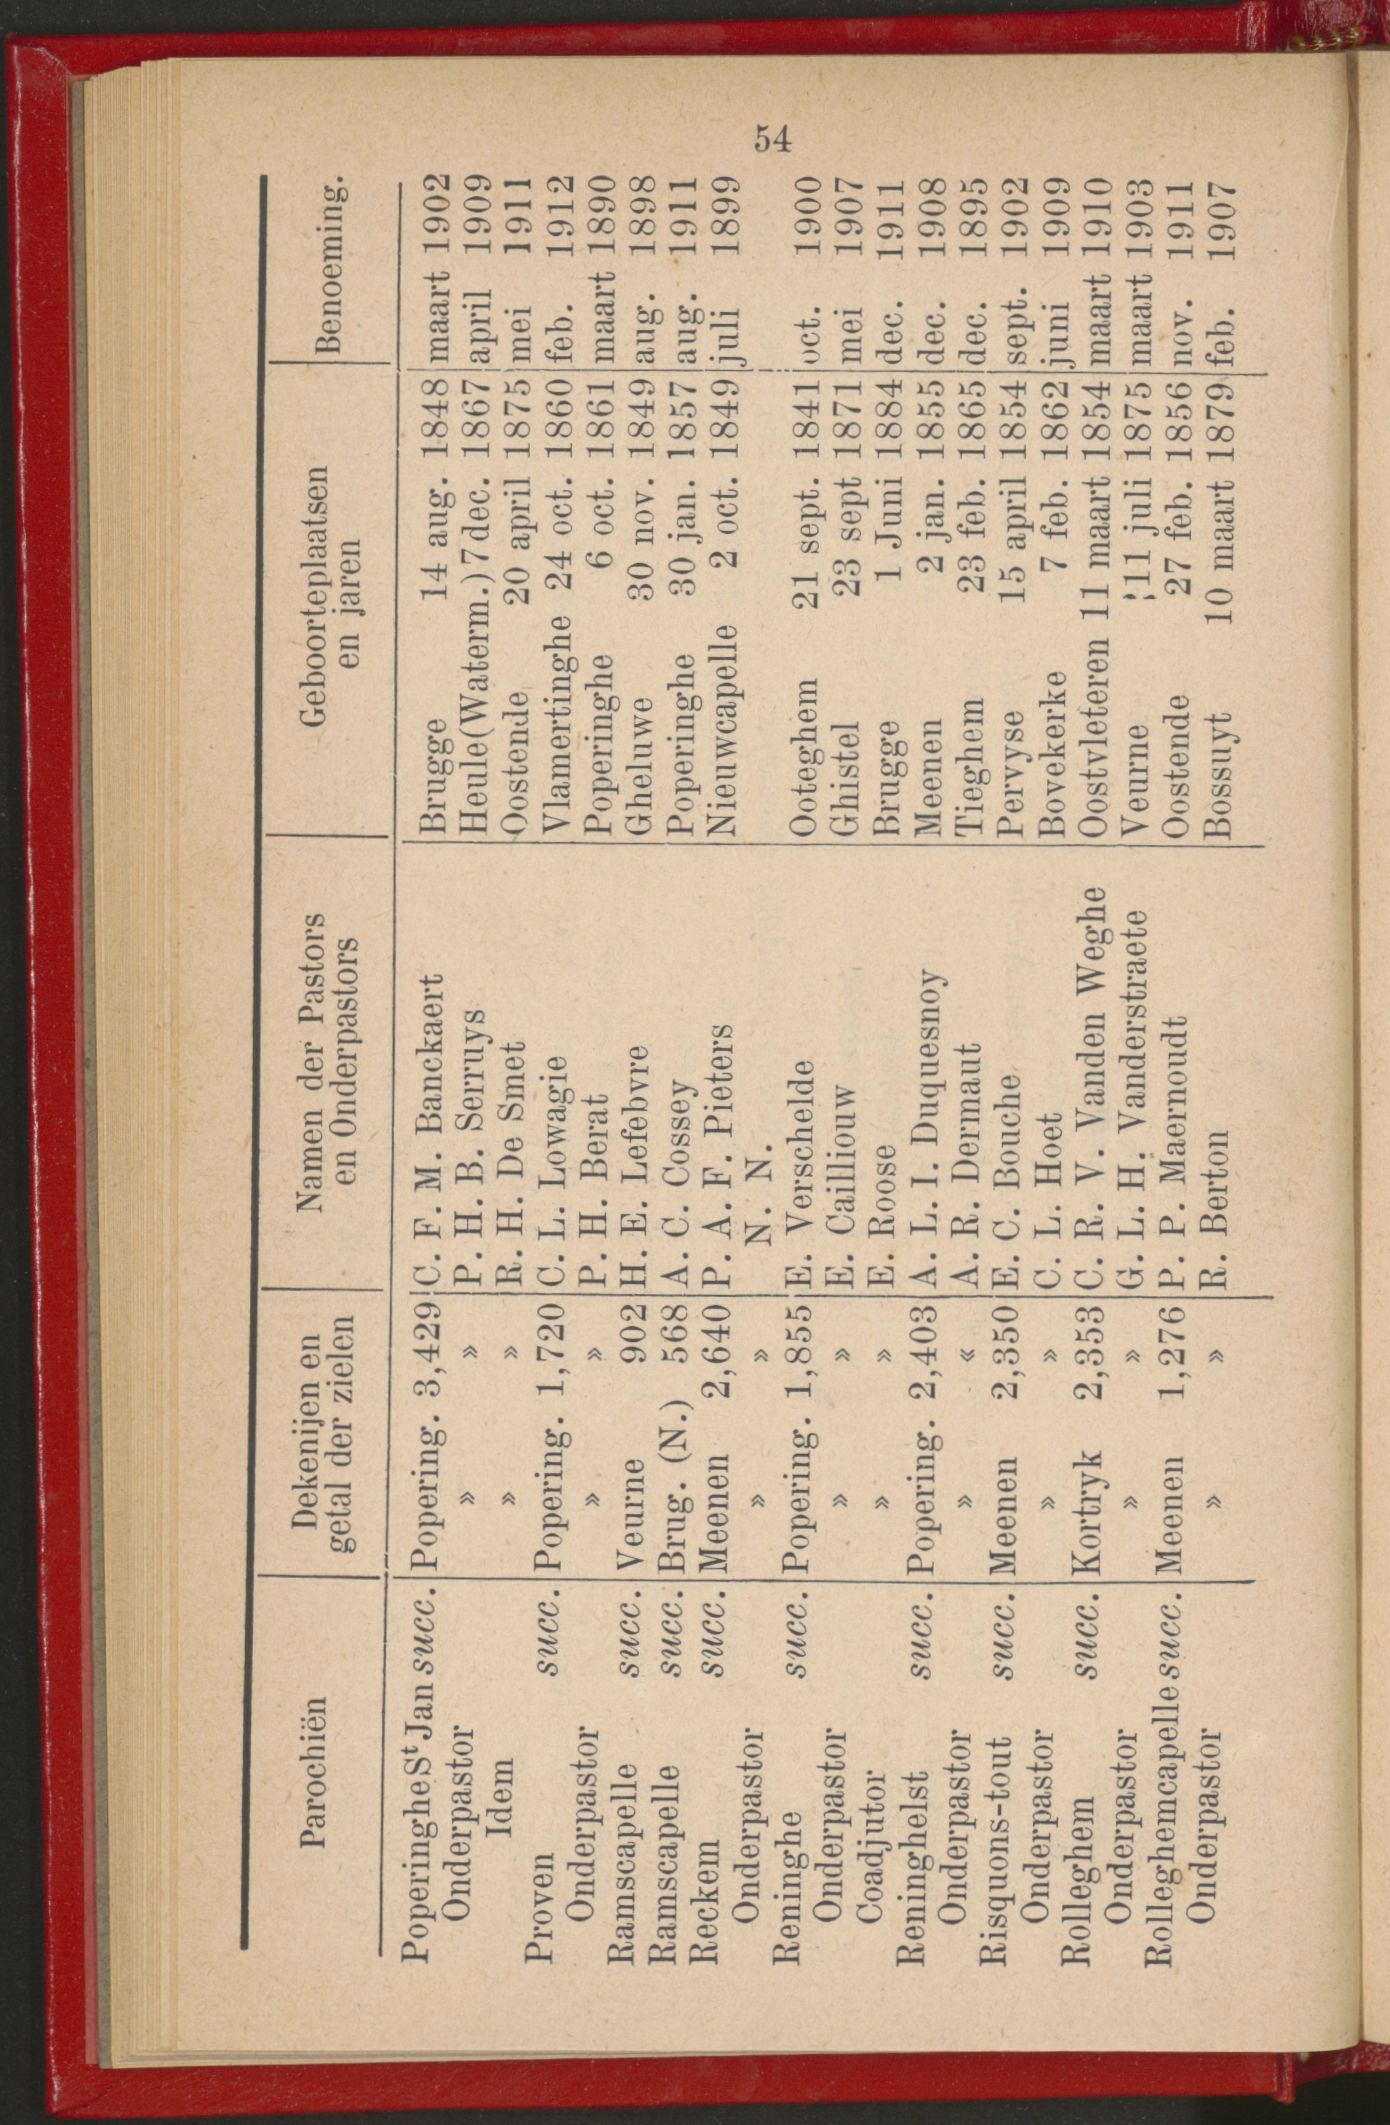 54
Parochiën Dekenijen en getal der zielen Namen der Pastors en Onderpastors Geboorteplaatsen en jaren Benoeming.
Poperinghe St Jan succ. Popering. 3,429 C. F. M. Banckaert Brugge 14 aug. 1848 maart 1902
Onderpastor » » P. H. B. Serruys Heule (Waterm.) 7 dec. 1867 april 1909
Idem » » R. H. De Smet Oostende 20 april 1875 mei 1911
Proven succ. Popering. 1,720 C. L. Lowagie Vlamertinghe 24 oct. 1860 feb. 1912
Onderpastor » » P. H. Berat Poperinghe 6 oct. 1861 maart 1890
Ramscapelle succ. Veurne 902 H. E. Lefebvre Gheluwe 30 nov. 1849 aug. 1898
Ramscapelle succ. Brug. (N.) 568 A. C. Cossey Poperinghe 30 jan. 1857 aug. 1911
Reckem succ. Meenen 2,640 P. A. F. Pieters Nieuwcapelle 2 oct. 1849 juli 1899
Onderpastor » » N. N.
Reninghe succ. Popering. 1,855 E. Verschelde Ooteghem 21 sept. 1841 oct. 1900
Onderpastor » » E. Cailliouw Ghistel 23 sept 1871 mei 1907
Coadjutor » » E. Roose Brugge 1 Juni 1884 dec. 1911
Reninghelst succ. Popering. 2,403 A. L. I. Duquesnoy Meenen 2 jan. 1855 dec. 1908
Onderpastor » « A. R. Dermaut Tieghem 23 feb. 1865 dec. 1895
Risquons-tout succ. Meenen 2,350 E. C. Bouche Pervyse 15 april 1854 sept. 1902
Onderpastor » » C. L. Hoet Bovekerke 7 feb. 1862 juni 1909
Rolleghem succ. Kortryk 2,353 C. R. V. Vanden Weghe Oostvleteren 11 maart 1854 maart 1910
Onderpastor » » G. L. H. Vanderstraete Veurne 11 juli 1875 maart 1903
Rolleghemcapelle succ. Meenen 1,276 P. P. Maernoudt Oostende 27 feb. 1856 nov. 1911
Onderpastor » » R. Berton Bossuyt 10 maart 1879 feb. 1907